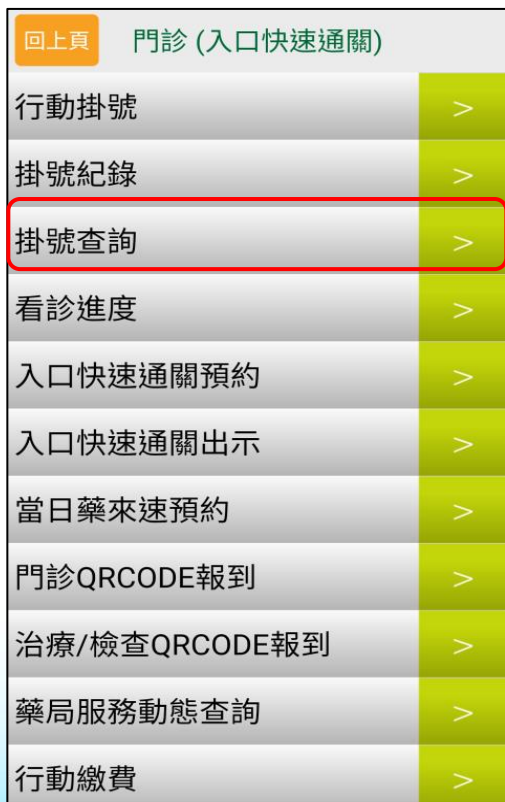 回上頁 門診 (入口快速通關)
行動掛號 >
掛號紀錄 >
掛號查詢 >
看診進度 >
入口快速通關預約 >
入口快速通關出示 >
當日藥來速預約 >
門診QRCODE報到 >
治療/檢查QRCODE報到 >
藥局服務動態查詢 >
行動繳費 >